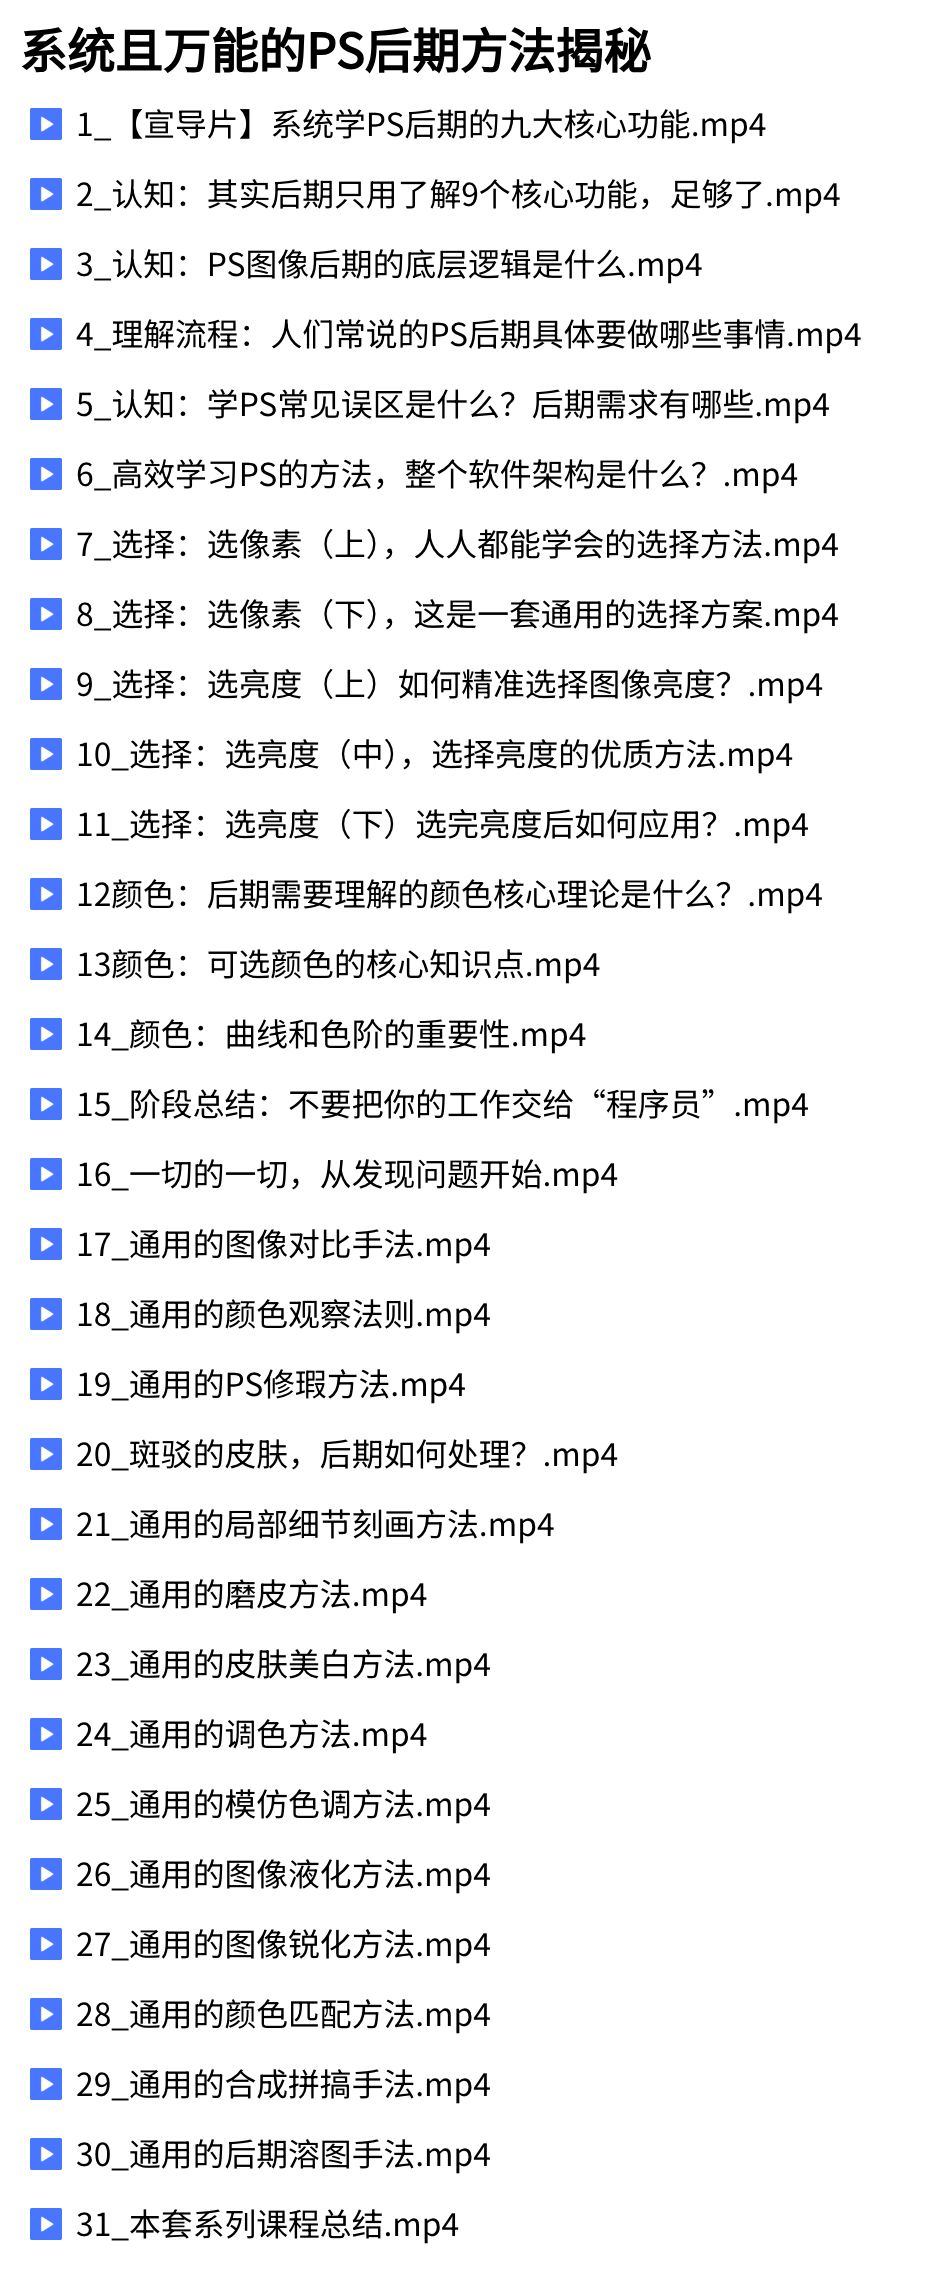 系统且万能的PS后期方法揭秘
1_【宣导片】系统学PS后期的九大核心功能.mp4
2_认知：其实后期只用了解9个核心功能，足够了.mp4
3_认知：PS图像后期的底层逻辑是什么.mp4
4_理解流程：人们常说的PS后期具体要做哪些事情.mp4
5_认知：学PS常见误区是什么？后期需求有哪些.mp4
6_高效学习PS的方法，整个软件架构是什么？.mp4
7_选择：选像素（上），人人都能学会的选择方法.mp4
8_选择：选像素（下），这是一套通用的选择方案.mp4
9_选择：选亮度（上）如何精准选择图像亮度？.mp4
10_选择：选亮度（中），选择亮度的优质方法.mp4
11_选择：选亮度（下）选完亮度后如何应用？.mp4
12颜色：后期需要理解的颜色核心理论是什么？.mp4
13颜色：可选颜色的核心知识点.mp4
14_颜色：曲线和色阶的重要性.mp4
15_阶段总结：不要把你的工作交给“程序员”.mp4
16_一切的一切，从发现问题开始.mp4
17_通用的图像对比手法.mp4
18_通用的颜色观察法则.mp4
19_通用的PS修瑕方法.mp4
20_斑驳的皮肤，后期如何处理？.mp4
21_通用的局部细节刻画方法.mp4
22_通用的磨皮方法.mp4
23_通用的皮肤美白方法.mp4
24_通用的调色方法.mp4
25_通用的模仿色调方法.mp4
26_通用的图像液化方法.mp4
27_通用的图像锐化方法.mp4
28_通用的颜色匹配方法.mp4
29_通用的合成拼搞手法.mp4
30_通用的后期溶图手法.mp4
31_本套系列课程总结.mp4